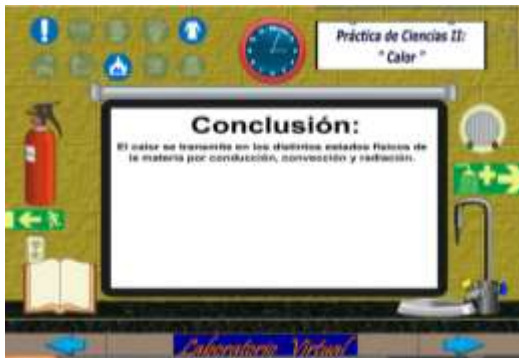 Práctica de Ciencias II:
" Calor "
Conclusión:
El calor se transmite en los distintos estados físicos de
la materia por conducción, convección y radiación.
Laboratorio Virtual